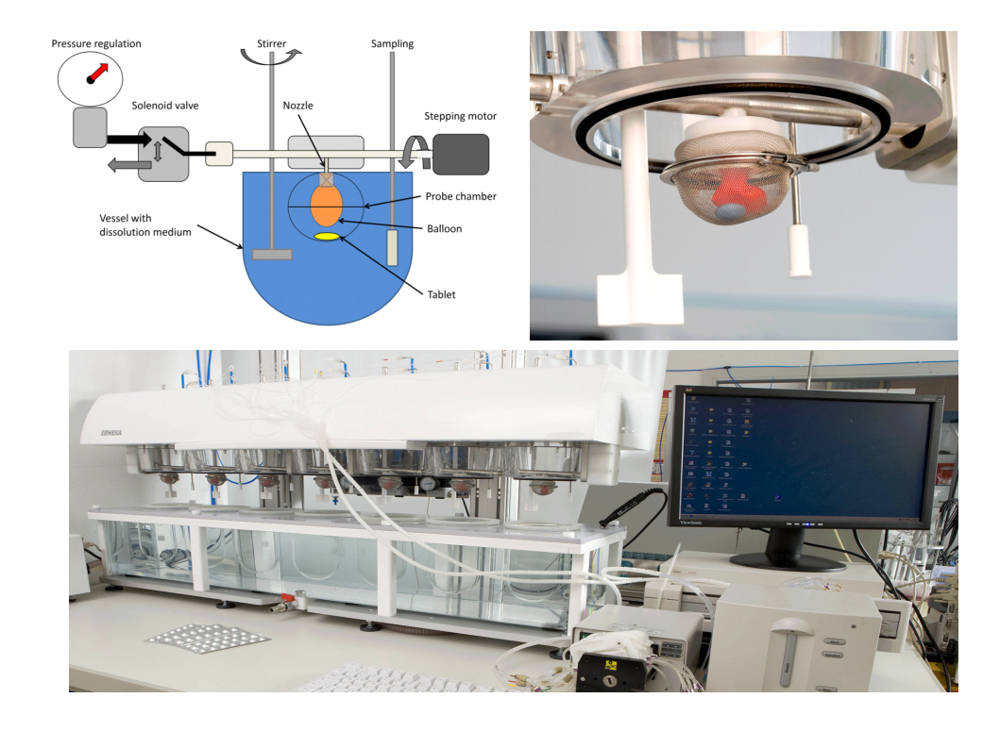 Pressure regulation
Stirrer
Sampling
Solenoid valve
Nozzle
Stepping motor
Probe chamber
Vessel with
dissolution medium
Balloon
Tablet
ERWEKA
ViewSonic